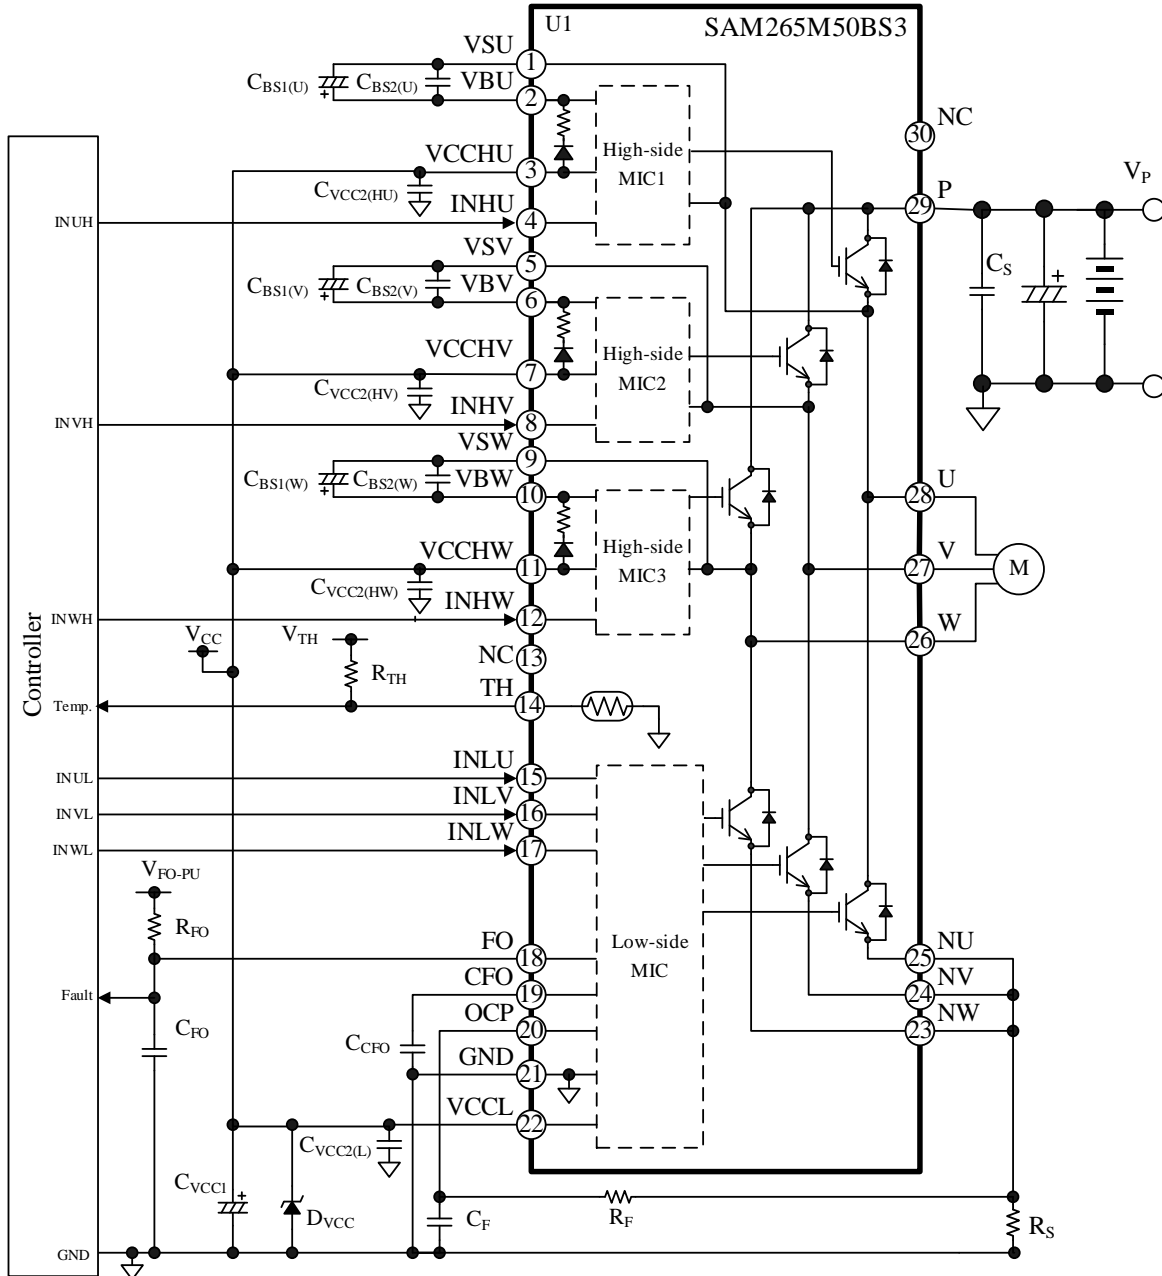 U1
SAM265M50BS3
VSU
1
CBS1(U)
CBS2(U)
VBU
2
High-side
MIC1
NC
30
VCCHU
3
CVCC2(HU)
P
29
VP
INUH
INHU
4
VSV
5
CS
CBS1(V)
CBS2(V)
VBV
6
High-side
MIC2
VCCHV
7
CVCC2(HV)
INVH
INHV
8
VSW
9
CBS1(W)
CBS2(W)
VBW
10
U
28
High-side
MIC3
VCCHW
11
CVCC2(HW)
V
27
M
INWH
INHW
12
W
26
VCC
VTH
NC
13
RTH
Controller
Temp.
TH
14
INUL
INLU
15
INVL
INLV
16
INWL
INLW
17
VFO-PU
RFO
FO
18
Low-side
MIC
NU
25
Fault
CFO
19
NV
24
CFO
OCP
20
NW
23
CCFO
GND
21
VCCL
22
CVCC2(L)
CVCC1
DVCC
CF
RF
RS
GND